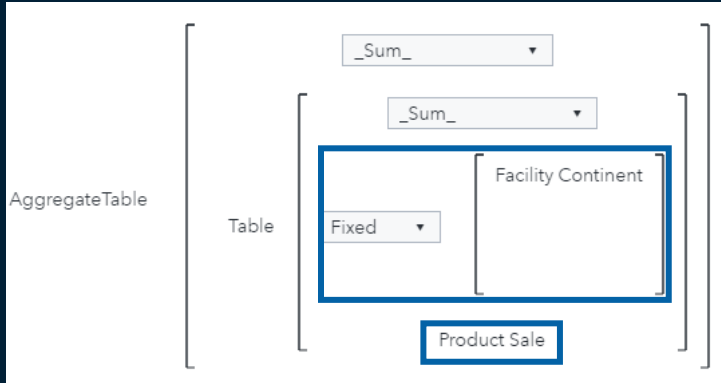 _Sum_
_Sum_
Facility Continent
AggregateTable
Table
Fixed
Product Sale